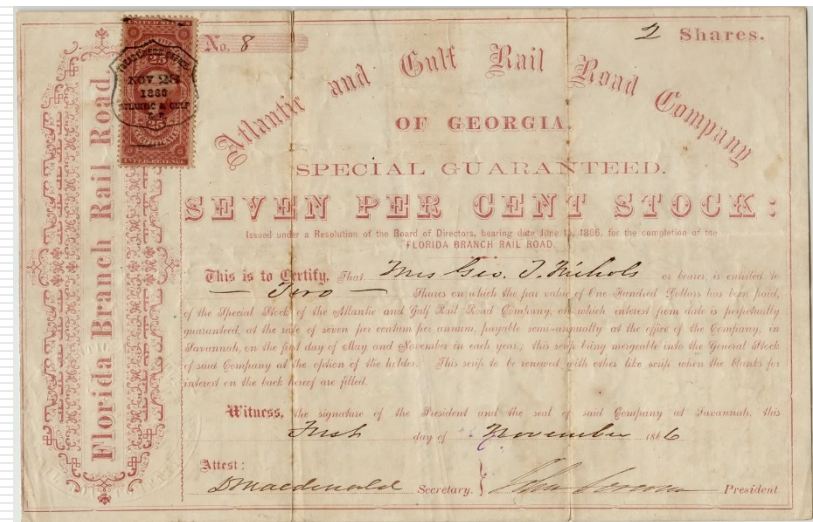 No. 8
2 Shares.
Atlantic and Gulf Rail Road Company
OF GEORGIA.
SPECIAL GUARANTEED.
SEVEN PER CENT STOCK:
Issued under a Resolution of the Board of Directors, bearing date June 1866, for the completion of the
FLORIDA BRANCH RAIL ROAD.
This is to Certify, That Mrs Geo. T. Nichols or bearer, is entitled to
Two Shares on which the par value of One Hundred Dollars has been paid,
of the Special Stock of the Atlantic and Gulf Rail Road Company, on which interest from date is perpetually
guaranteed, at the rate of seven per centum per annum, payable semi-annually at the office of the Company, in
Savannah, on the first day of May and November in each year; this scrip being mergeable into the General Stock
of said Company at the option of the holder. This scrip to be renewed with other like scrip when the blanks for
interest on the back hereof are filled.
Witness, the signature of the President and the seal of said Company at Savannah, this
First day of November 1866
Attest:
DMacdonald Secretary.
President
Florida Branch Rail Road.
25
NOV 28
1866
ATLANTIC & GULF
R. R.
25